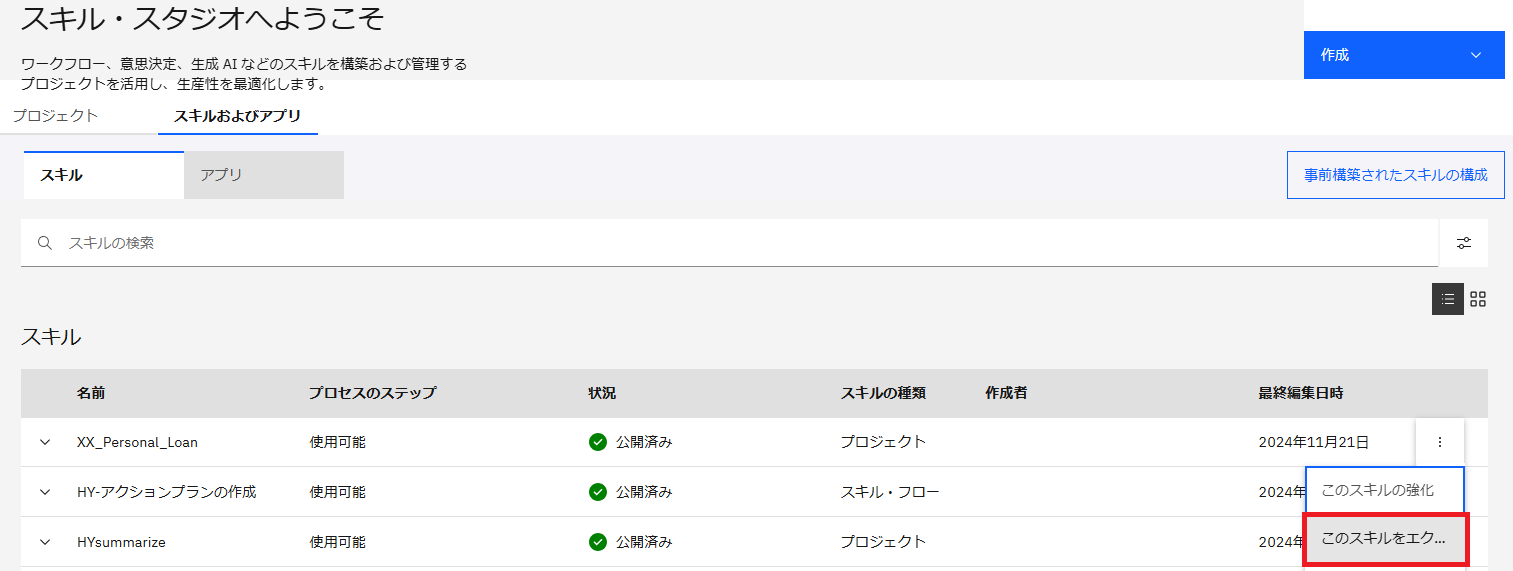 スキル・スタジオへようこそ
ワークフロー、意思決定、生成 AI などのスキルを構築および管理する
プロジェクトを活用し、生産性を最適化します。
作成
プロジェクト
スキルおよびアプリ
スキル
アプリ
事前構築されたスキルの構成
スキルの検索
スキル
名前 プロセスのステップ 状況 スキルの種類 作成者 最終編集日時
XX_Personal_Loan 使用可能 公開済み プロジェクト 2024年11月21日
HY-アクションプランの作成 使用可能 公開済み スキル・フロー 2024年
このスキルの強化
HYsummarize 使用可能 公開済み プロジェクト 2024年
このスキルをエク...